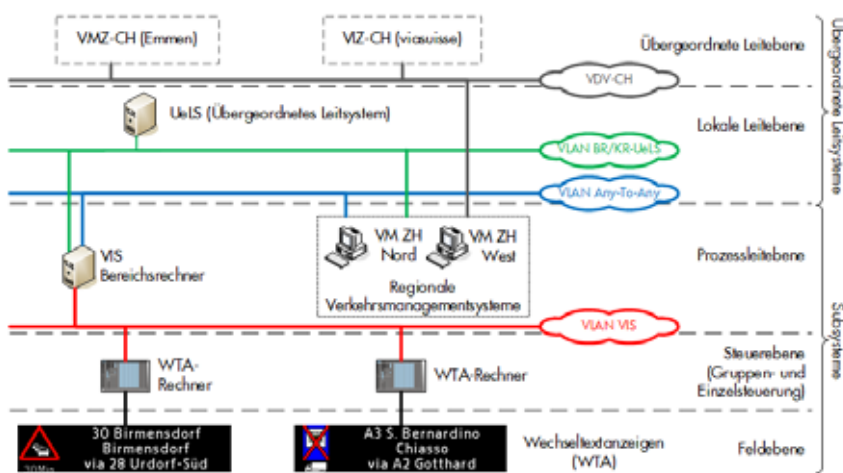 VMZ-CH (Emmen)
VIZ-CH (viasuisse)
Übergeordnete Leitebene
VDV-CH
UeLS (Übergeordnetes Leitsystem)
Lokale Leitebene
VLAN BR/KR-UeLS
VLAN Any-To-Any
Übergeordnete Leitsysteme
VIS
Bereichsrechner
VM ZH
Nord
VM ZH
West
Regionale
Verkehrsmanagementsysteme
Prozessleitebene
VLAN VIS
Subsysteme
WTA-
Rechner
WTA-Rechner
Steuerebene
(Gruppen- und
Einzelsteuerung)
30 Birmensdorf
Birmensdorf
via 28 Urdorf-Süd
30Min
A3 S. Bernardino
Chiasso
via A2 Gotthard
Wechseltextanzeigen
(WTA)
Feldebene